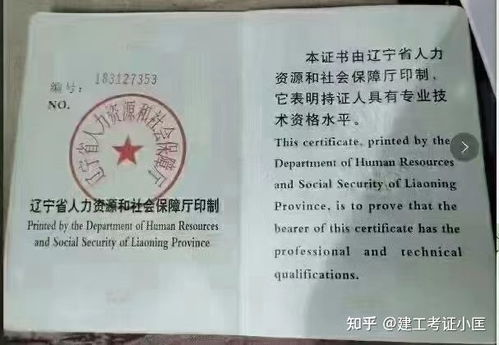 编号: 183127353
NO.
辽宁省人力资源和社会保障厅
辽宁省人力资源和社会保障厅印制
Printed by the Department of Human Resources
and Social Security of Liaoning Province
本证书由辽宁省人力
资源和社会保障厅印制,
它表明持证人具有专业技
术资格水平。
This certificate, printed by the
Department of Human Resources
and Social Security of Liaoning
Province, is to prove that the
bearer of this certificate has the
professional and technical
qualifications.
知乎 @建工考证小匡